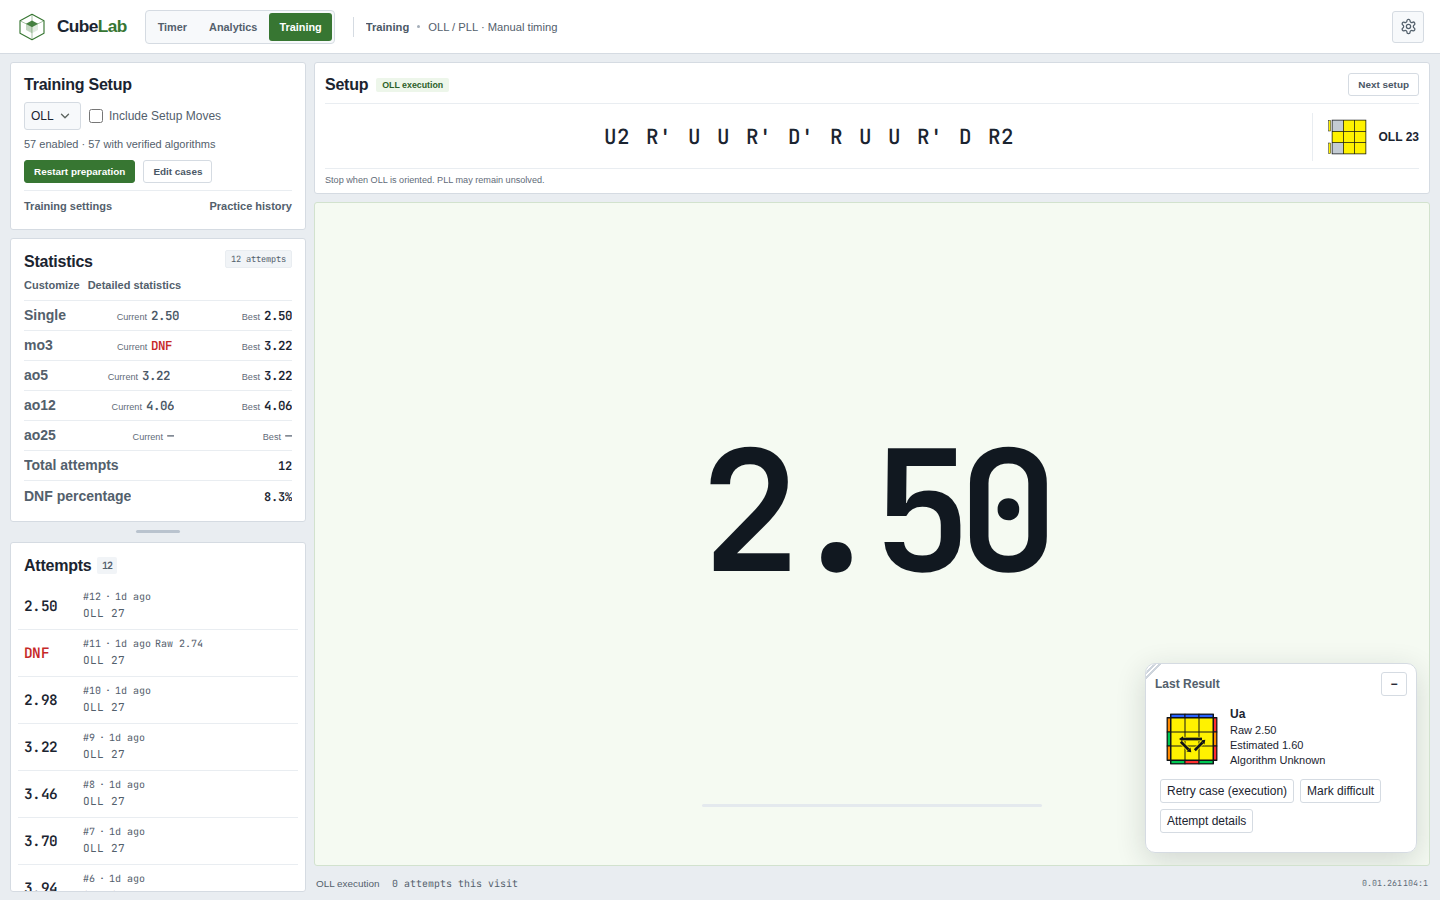 CubeLab
Timer
Analytics
Training
Training • OLL / PLL · Manual timing
Training Setup
OLL
Include Setup Moves
57 enabled · 57 with verified algorithms
Restart preparation
Edit cases
Training settings
Practice history
Statistics
12 attempts
Customize
Detailed statistics
Single Current 2.50 Best 2.50
mo3 Current DNF Best 3.22
ao5 Current 3.22 Best 3.22
ao12 Current 4.06 Best 4.06
ao25 Current — Best —
Total attempts 12
DNF percentage 8.3%
Attempts 12
2.50 #12 · 1d ago
OLL 27
DNF #11 · 1d ago Raw 2.74
OLL 27
2.98 #10 · 1d ago
OLL 27
3.22 #9 · 1d ago
OLL 27
3.46 #8 · 1d ago
OLL 27
3.70 #7 · 1d ago
OLL 27
3.94 #6 · 1d ago
Setup OLL execution
Next setup
U2 R' U U R' D' R U U R' D R2
OLL 23
Stop when OLL is oriented. PLL may remain unsolved.
2.50
Last Result
–
Ua
Raw 2.50
Estimated 1.60
Algorithm Unknown
Retry case (execution)
Mark difficult
Attempt details
OLL execution 0 attempts this visit
0.01.261104:1